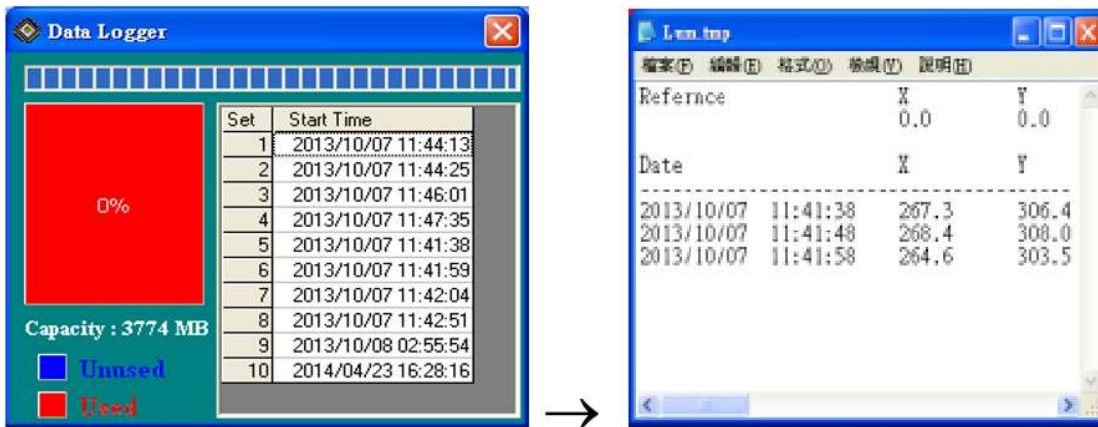 Data Logger
Set Start Time
1 2013/10/07 11:44:13
2 2013/10/07 11:44:25
3 2013/10/07 11:46:01
4 2013/10/07 11:47:35
5 2013/10/07 11:41:38
6 2013/10/07 11:41:59
7 2013/10/07 11:42:04
8 2013/10/07 11:42:51
9 2013/10/08 02:55:54
10 2014/04/23 16:28:16
0%
Capacity : 3774 MB
Unused
Used
→
Lun.tmp
檔案(F) 編輯(E) 格式(O) 檢視(V) 說明(H)
Refernce X Y
0.0 0.0
Date X Y
--------------------------------------------------
2013/10/07 11:41:38 267.3 306.4
2013/10/07 11:41:48 268.4 308.0
2013/10/07 11:41:58 264.6 303.5